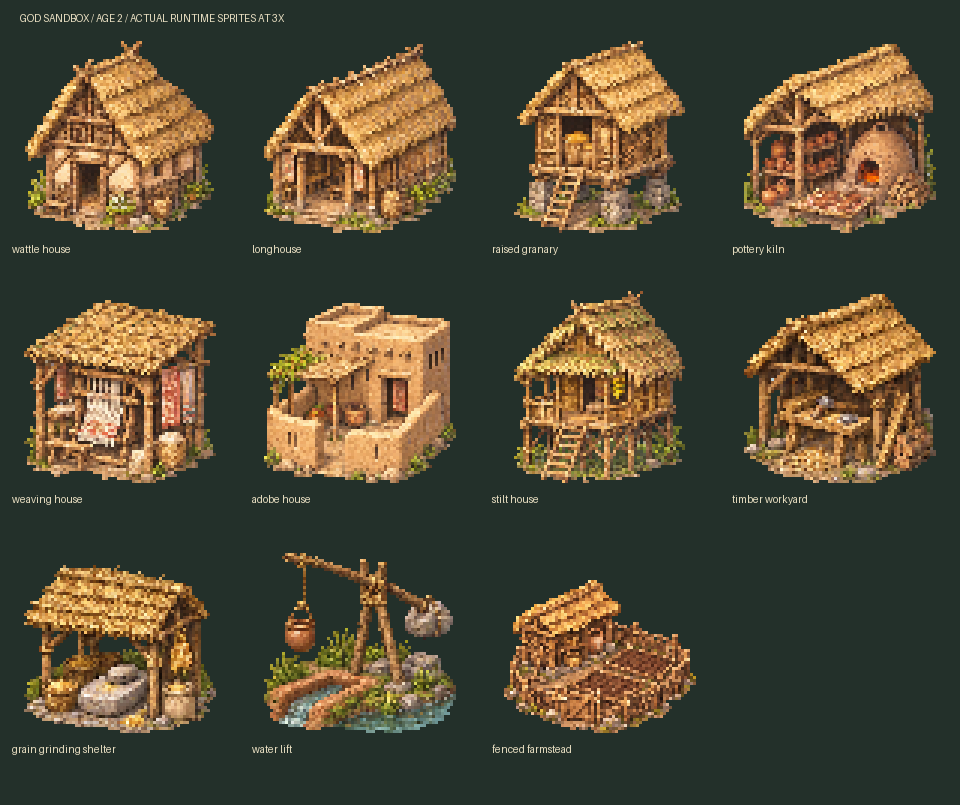 GOD SANDBOX / AGE 2 / ACTUAL RUNTIME SPRITES AT 3X
wattle house
longhouse
raised granary
pottery kiln
weaving house
adobe house
stilt house
timber workyard
grain grinding shelter
water lift
fenced farmstead